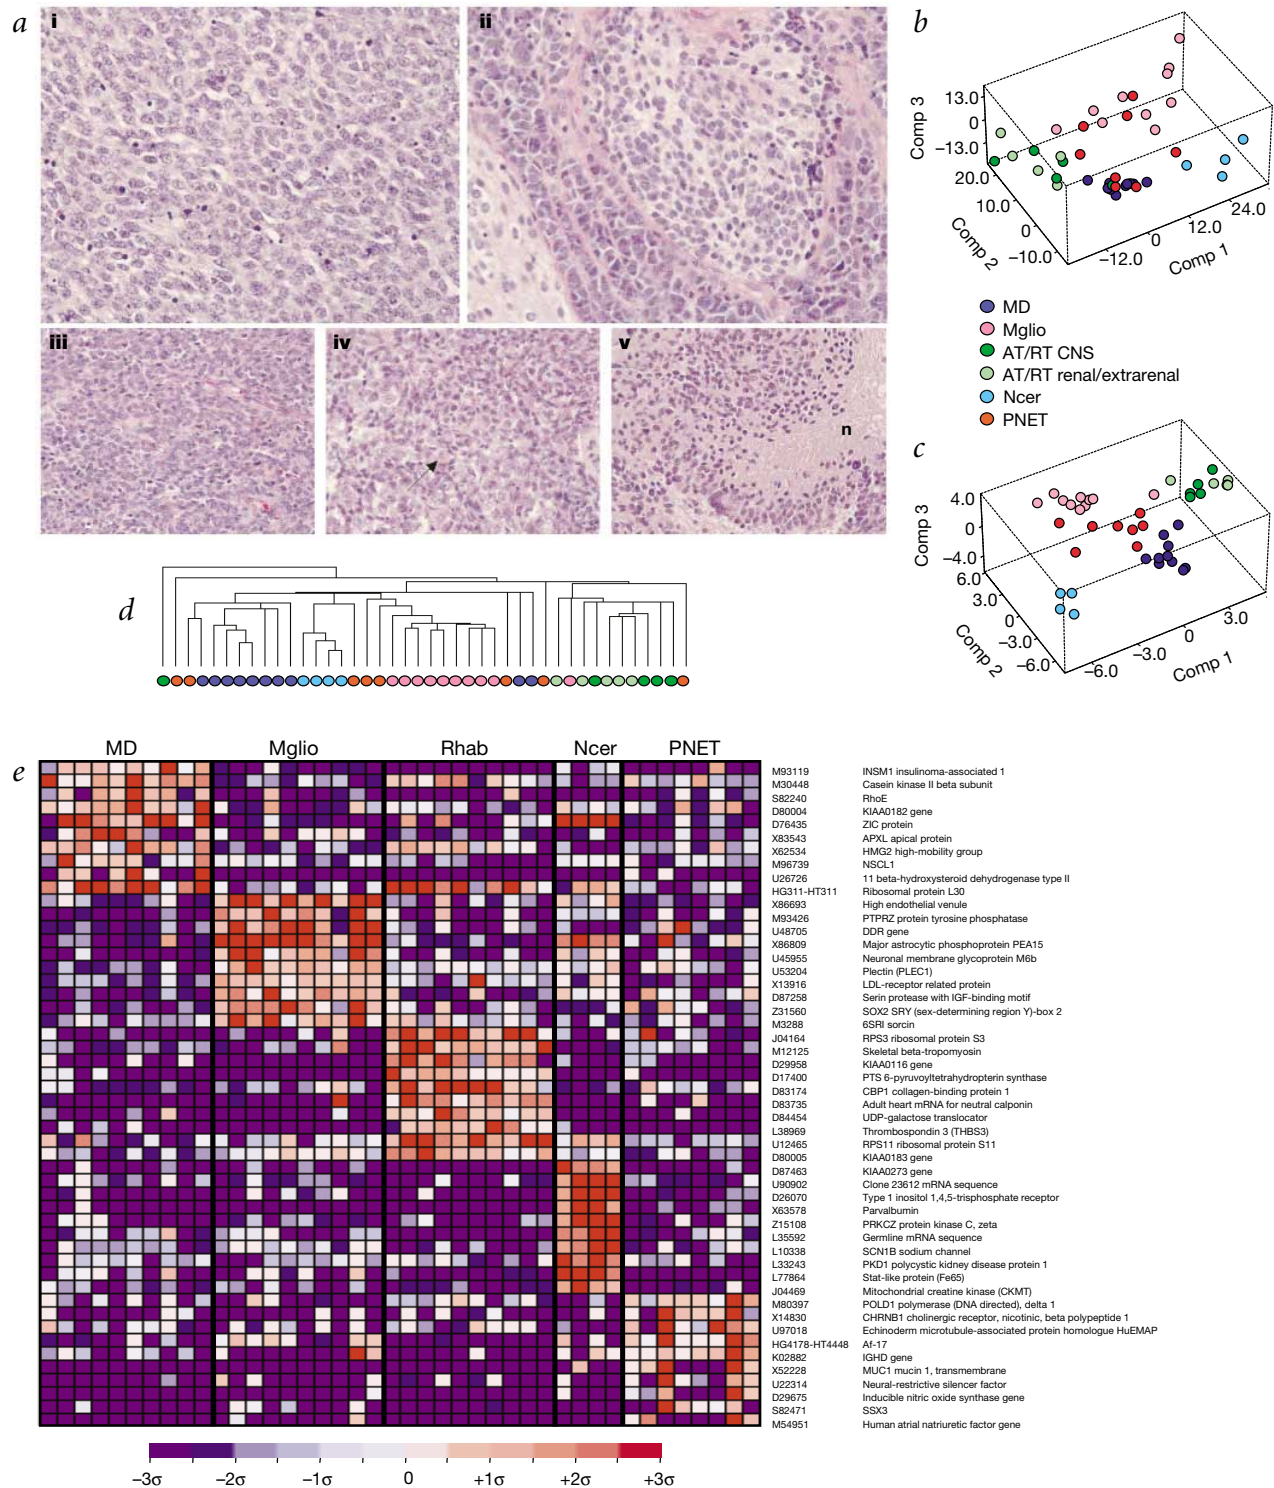 a
i
ii
iii
iv
v
n
b
Comp 3
13.0
0
−13.0
20.0
10.0
0
−10.0
Comp 2
−12.0
0
12.0
24.0
Comp 1
MD
Mglio
AT/RT CNS
AT/RT renal/extrarenal
Ncer
PNET
c
Comp 3
4.0
0
−4.0
6.0
3.0
0
−3.0
−6.0
Comp 2
−6.0
−3.0
0
3.0
Comp 1
d
e
MD Mglio Rhab Ncer PNET
M93119 INSM1 insulinoma-associated 1
M30448 Casein kinase II beta subunit
S82240 RhoE
D80004 KIAA0182 gene
D76435 ZIC protein
X83543 APXL apical protein
X62534 HMG2 high-mobility group
M96739 NSCL1
U26726 11 beta-hydroxysteroid dehydrogenase type II
HG311-HT311 Ribosomal protein L30
X86693 High endothelial venule
M93426 PTPRZ protein tyrosine phosphatase
U48705 DDR gene
X86809 Major astrocytic phosphoprotein PEA15
U45955 Neuronal membrane glycoprotein M6b
U53204 Plectin (PLEC1)
X13916 LDL-receptor related protein
D87258 Serin protease with IGF-binding motif
Z31560 SOX2 SRY (sex-determining region Y)-box 2
M3288 6SRI sorcin
J04164 RPS3 ribosomal protein S3
M12125 Skeletal beta-tropomyosin
D29958 KIAA0116 gene
D17400 PTS 6-pyruvoyltetrahydropterin synthase
D83174 CBP1 collagen-binding protein 1
D83735 Adult heart mRNA for neutral calponin
D84454 UDP-galactose translocator
L38969 Thrombospondin 3 (THBS3)
U12465 RPS11 ribosomal protein S11
D80005 KIAA0183 gene
D87463 KIAA0273 gene
U90902 Clone 23612 mRNA sequence
D26070 Type 1 inositol 1,4,5-trisphosphate receptor
X63578 Parvalbumin
Z15108 PRKCZ protein kinase C, zeta
L35592 Germline mRNA sequence
L10338 SCN1B sodium channel
L33243 PKD1 polycystic kidney disease protein 1
L77864 Stat-like protein (Fe65)
J04469 Mitochondrial creatine kinase (CKMT)
M80397 POLD1 polymerase (DNA directed), delta 1
X14830 CHRNB1 cholinergic receptor, nicotinic, beta polypeptide 1
U97018 Echinoderm microtubule-associated protein homologue HuEMAP
HG4178-HT4448 Af-17
K02882 IGHD gene
X52228 MUC1 mucin 1, transmembrane
U22314 Neural-restrictive silencer factor
D29675 Inducible nitric oxide synthase gene
S82471 SSX3
M54951 Human atrial natriuretic factor gene
−3σ −2σ −1σ 0 +1σ +2σ +3σ